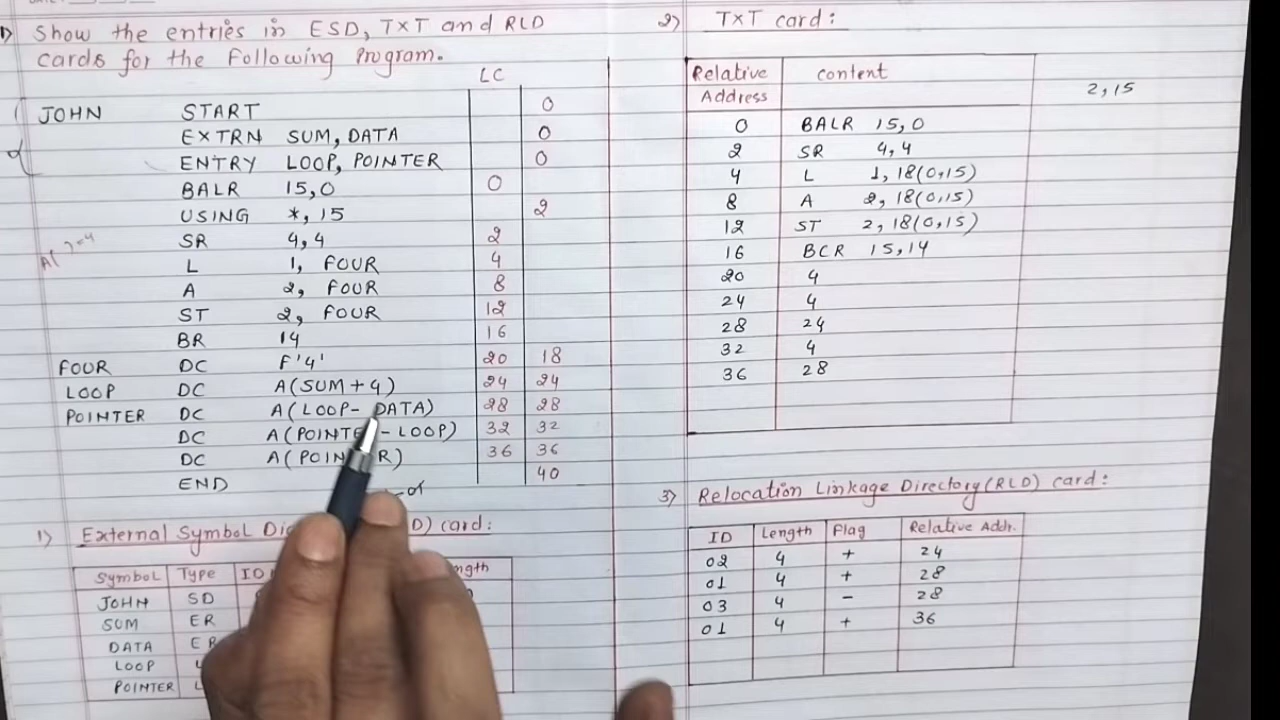 1) Show the entries in ESD, TXT and RLD
cards for the Following Program.
LC
JOHN START 0
EXTRN SUM, DATA 0
ENTRY LOOP, POINTER 0
BALR 15,0 0
USING *, 15 2
SR 4,4 2
L 1, FOUR 4
A 2, FOUR 8
ST 2, FOUR 12
BR 14 16
FOUR DC F'4' 20 18
LOOP DC A(SUM+4) 24 24
POINTER DC A(LOOP- DATA) 28 28
DC A(POINTE - LOOP) 32 32
DC A(POIN R) 36 36
END 40
1) External Symbol Di D) card:
Symbol Type ID ngth
JOHN SD
SUM ER
DATA ER
LOOP L
POINTER L
2) TXT card:
Relative Address content
2,15
0 BALR 15,0
2 SR 4,4
4 L 1,18(0,15)
8 A 2,18(0,15)
12 ST 2,18(0,15)
16 BCR 15,14
20 4
24 4
28 24
32 4
36 28
3) Relocation Linkage Directory(RLD) card:
ID Length Flag Relative Addr.
02 4 + 24
01 4 + 28
03 4 - 28
01 4 + 36